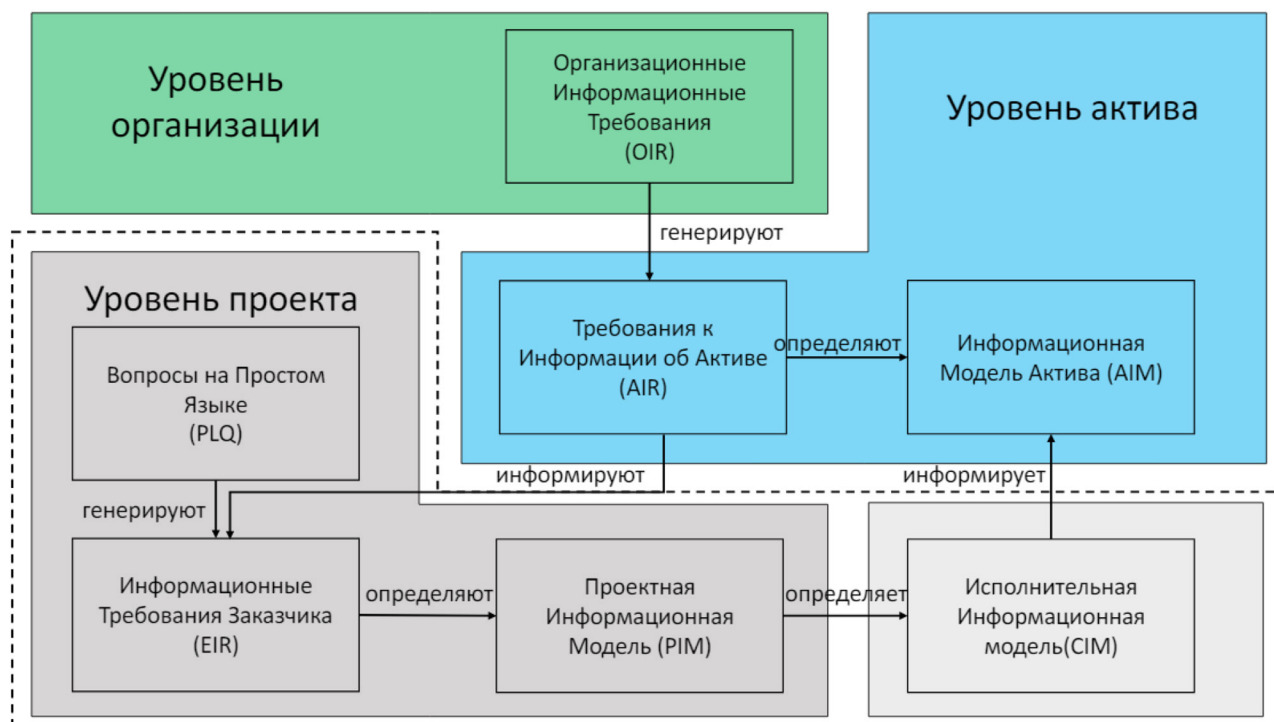 Уровень
организации
Организационные
Информационные
Требования
(OIR)
Уровень актива
генерируют
Уровень проекта
Вопросы на Простом
Языке
(PLQ)
Требования к
Информации об Активе
(AIR)
определяют
Информационная
Модель Актива (AIM)
информируют
информирует
генерируют
Информационные
Требования Заказчика
(EIR)
определяют
Проектная
Информационная
Модель (PIM)
определяет
Исполнительная
Информационная
модель(CIM)